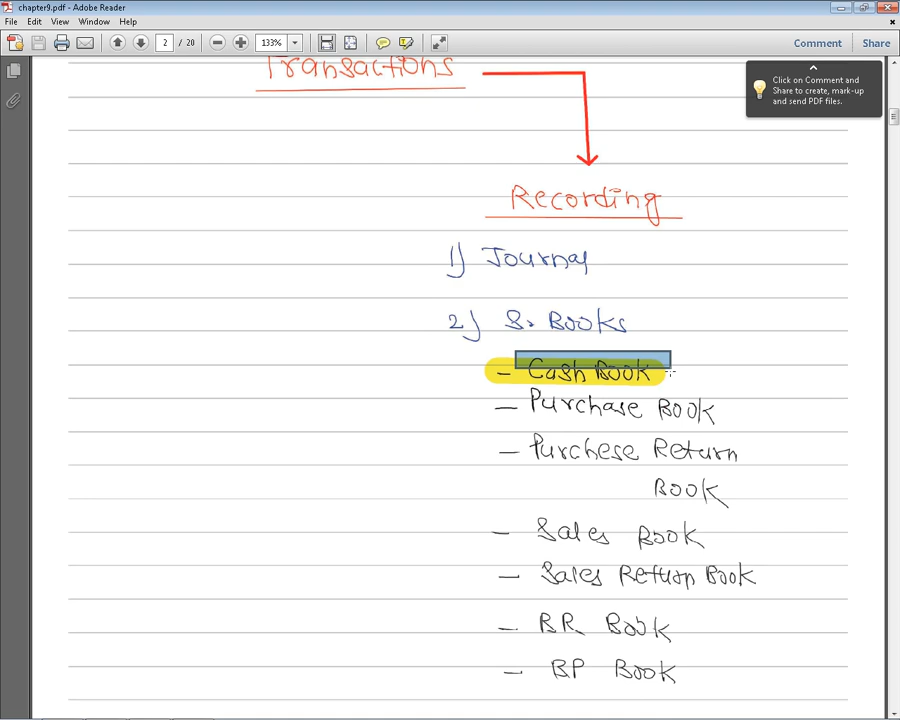 chapter9.pdf - Adobe Reader
File Edit View Window Help
2 / 20 133% Comment Share
Click on Comment and
Share to create, mark-up
and send PDF files.
Transactions
Recording
1) Journal
2) S. Books
– Cash Book
– Purchase Book
– Purchese Return
Book
– Sales Book
– Sales Return Book
– BR Book
– BP Book